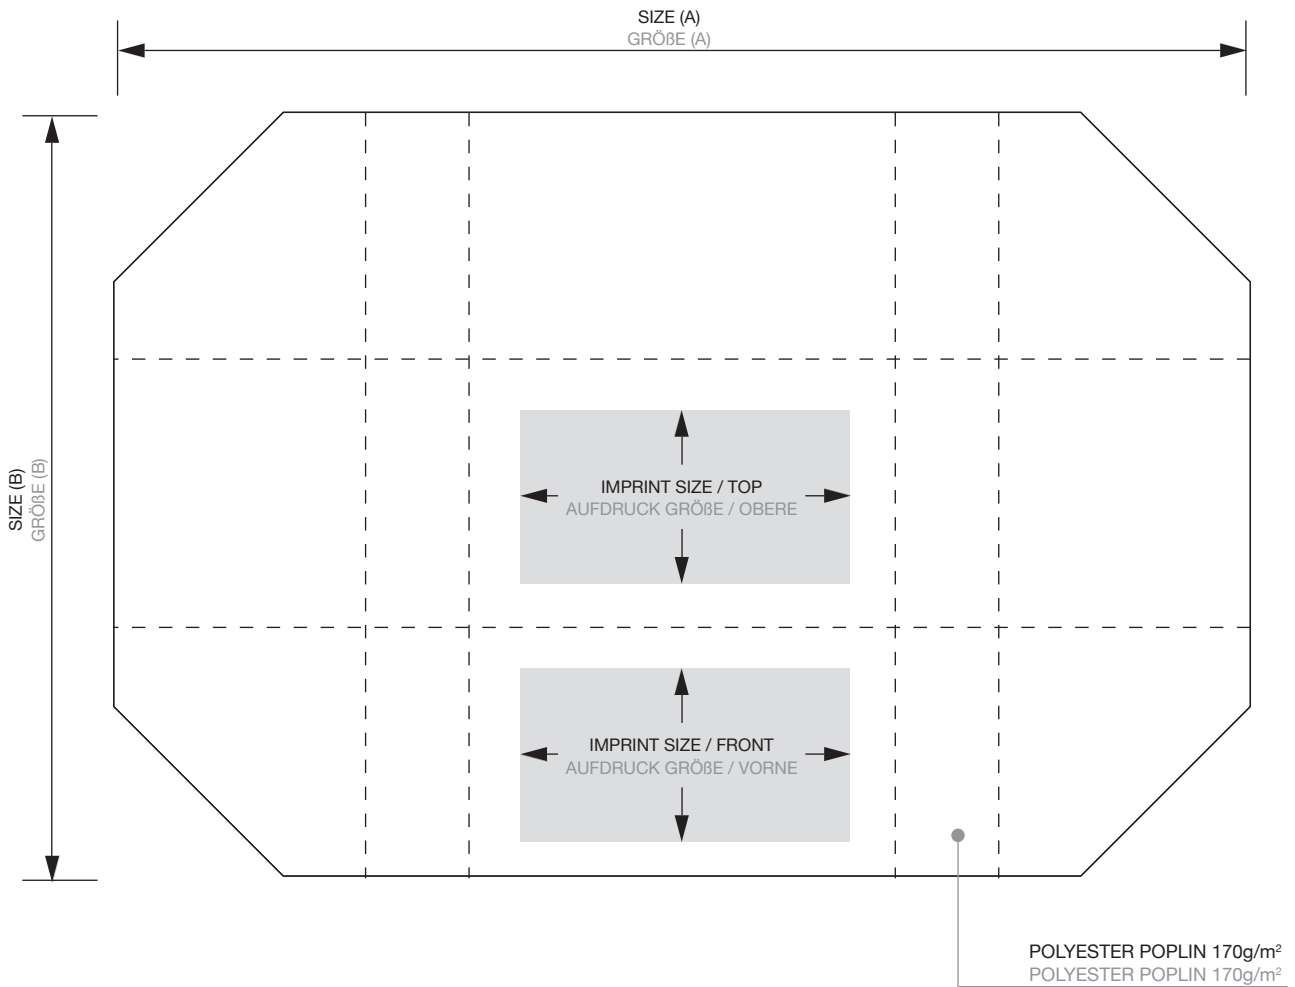 SIZE (A)
GRÖßE (A)
SIZE (B)
GRÖßE (B)
IMPRINT SIZE / TOP
AUFDRUCK GRÖßE / OBERE
IMPRINT SIZE / FRONT
AUFDRUCK GRÖßE / VORNE
POLYESTER POPLIN 170g/m²
POLYESTER POPLIN 170g/m²